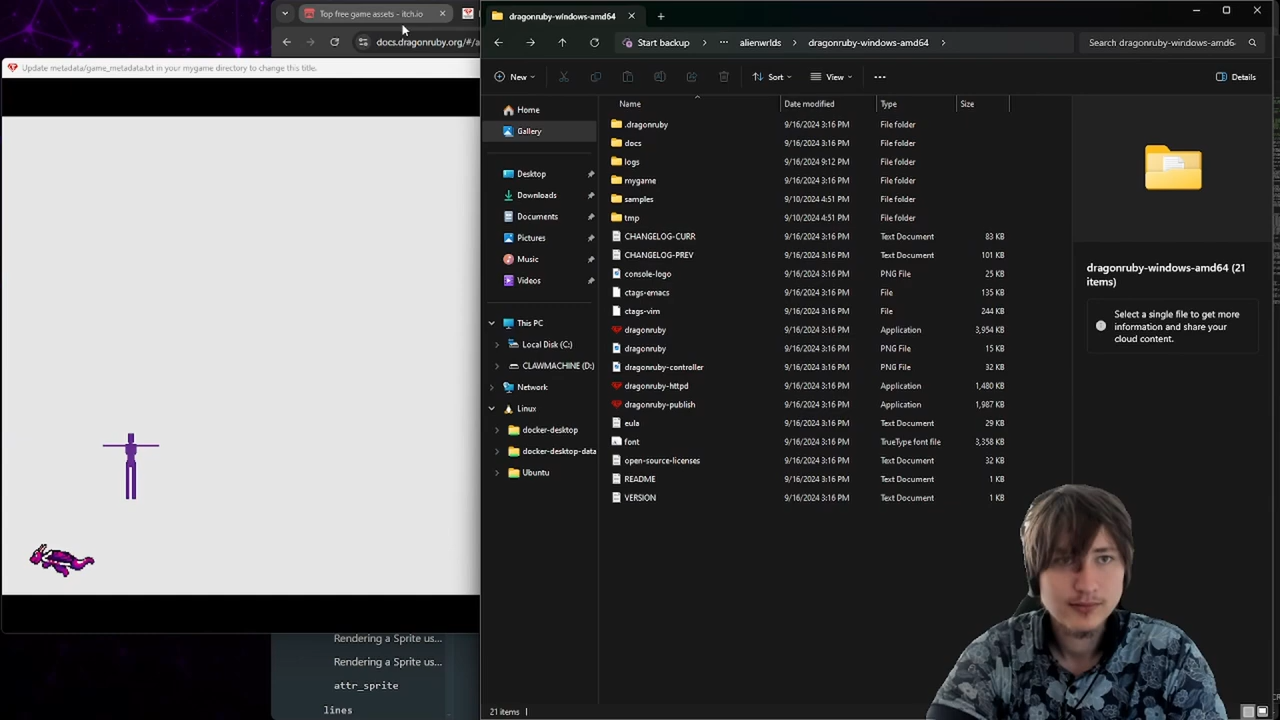 Top free game assets - itch.io
docs.dragonruby.org/#/a
Update metadata/game_metadata.txt in your mygame directory to change this title.
Rendering a Sprite us...
Rendering a Sprite us...
attr_sprite
lines
dragonruby-windows-amd64
Start backup
alienwrlds
dragonruby-windows-amd64
Search dragonruby-windows-amd6
New
Sort
View
Details
Home
Gallery
Desktop
Downloads
Documents
Pictures
Music
Videos
This PC
Local Disk (C:)
CLAWMACHINE (D:)
Network
Linux
docker-desktop
docker-desktop-data
Ubuntu
Name Date modified Type Size
.dragonruby 9/16/2024 3:16 PM File folder
docs 9/16/2024 3:16 PM File folder
logs 9/16/2024 9:12 PM File folder
mygame 9/16/2024 3:16 PM File folder
samples 9/10/2024 4:51 PM File folder
tmp 9/10/2024 4:51 PM File folder
CHANGELOG-CURR 9/16/2024 3:16 PM Text Document 83 KB
CHANGELOG-PREV 9/16/2024 3:16 PM Text Document 101 KB
console-logo 9/16/2024 3:16 PM PNG File 25 KB
ctags-emacs 9/16/2024 3:16 PM File 135 KB
ctags-vim 9/16/2024 3:16 PM File 244 KB
dragonruby 9/16/2024 3:16 PM Application 3,954 KB
dragonruby 9/16/2024 3:16 PM PNG File 15 KB
dragonruby-controller 9/16/2024 3:16 PM PNG File 32 KB
dragonruby-httpd 9/16/2024 3:16 PM Application 1,480 KB
dragonruby-publish 9/16/2024 3:16 PM Application 1,987 KB
eula 9/16/2024 3:16 PM Text Document 29 KB
font 9/16/2024 3:16 PM TrueType font file 3,358 KB
open-source-licenses 9/16/2024 3:16 PM Text Document 32 KB
README 9/16/2024 3:16 PM Text Document 1 KB
VERSION 9/16/2024 3:16 PM Text Document 1 KB
dragonruby-windows-amd64 (21
items)
Select a single file to get more
information and share your
cloud content.
21 items